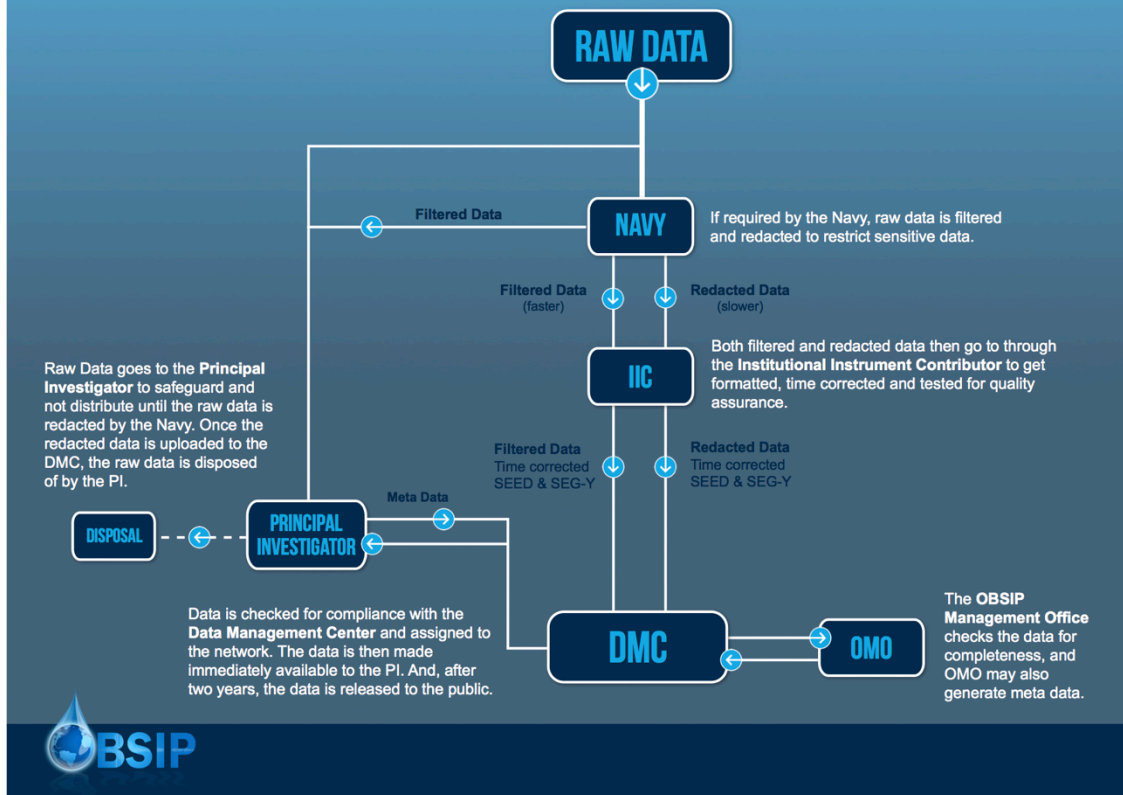 RAW DATA
Filtered Data
NAVY
If required by the Navy, raw data is filtered
and redacted to restrict sensitive data.
Filtered Data
(faster)
Redacted Data
(slower)
IIC
Both filtered and redacted data then go to through
the Institutional Instrument Contributor to get
formatted, time corrected and tested for quality
assurance.
Raw Data goes to the Principal
Investigator to safeguard and
not distribute until the raw data is
redacted by the Navy. Once the
redacted data is uploaded to the
DMC, the raw data is disposed
of by the PI.
Filtered Data
Time corrected
SEED & SEG-Y
Redacted Data
Time corrected
SEED & SEG-Y
Meta Data
DISPOSAL
PRINCIPAL
INVESTIGATOR
Data is checked for compliance with the
Data Management Center and assigned to
the network. The data is then made
immediately available to the PI. And, after
two years, the data is released to the public.
DMC
OMO
The OBSIP
Management Office
checks the data for
completeness, and
OMO may also
generate meta data.
OBSIP